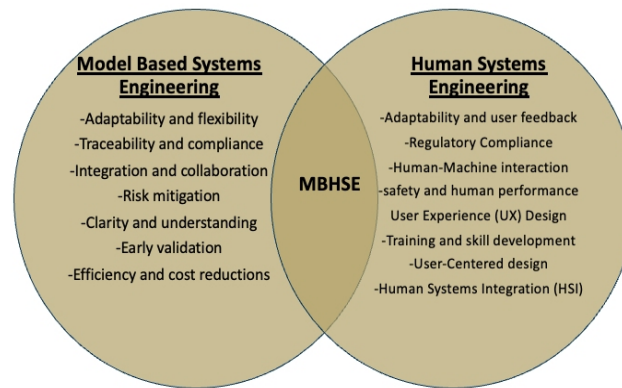 Model Based Systems
Engineering
-Adaptability and flexibility
-Traceability and compliance
-Integration and collaboration
-Risk mitigation
-Clarity and understanding
-Early validation
-Efficiency and cost reductions
MBHSE
Human Systems
Engineering
-Adaptability and user feedback
-Regulatory Compliance
-Human-Machine interaction
-safety and human performance
User Experience (UX) Design
-Training and skill development
-User-Centered design
-Human Systems Integration (HSI)